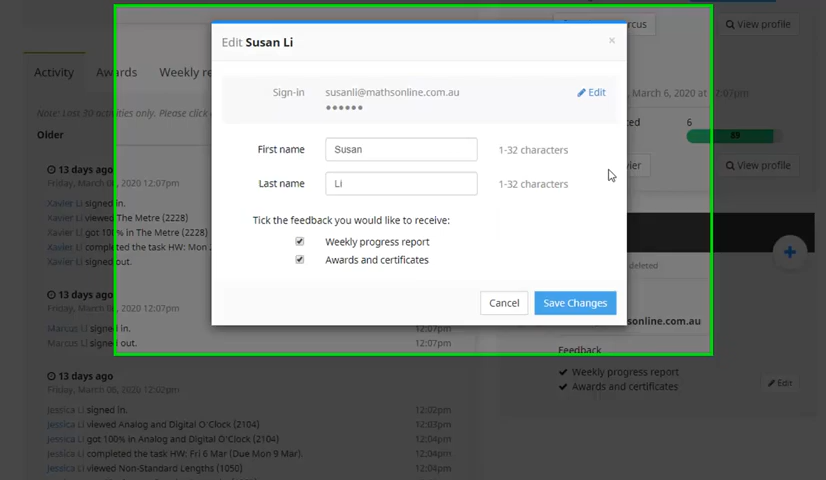 View profile
Edit Susan Li
×
Activity Awards Weekly re
Sign-in susanli@mathsonline.com.au Edit
March 6, 2020 at 12:07pm
Note: Last 30 activities only. Please click
Older
6
89
First name Susan 1-32 characters
13 days ago
View profile
Last name Li 1-32 characters
Xavier Li signed in.
Xavier Li viewed The Metre (2228)
Tick the feedback you would like to receive:
Xavier Li got 100% in The Metre (2228)
Weekly progress report
Xavier Li completed the task HW: Mon
Awards and certificates
Xavier Li signed out.
deleted
13 days ago
Cancel Save Changes
sonline.com.au
Marcus Li signed in. 12:07pm
Marcus Li signed out. 12:07pm
Feedback
Weekly progress report
13 days ago
Awards and certificates
Edit
Friday, March 06, 2020 12:02pm
Jessica Li signed in. 12:02pm
Jessica Li viewed Analog and Digital O'Clock (2104) 12:03pm
Jessica Li got 100% in Analog and Digital O'Clock (2104) 12:04pm
Jessica Li completed the task HW: Fri 6 Mar (Due Mon 9 Mar). 12:04pm
Jessica Li viewed Non-Standard Lengths (1050) 12:04pm